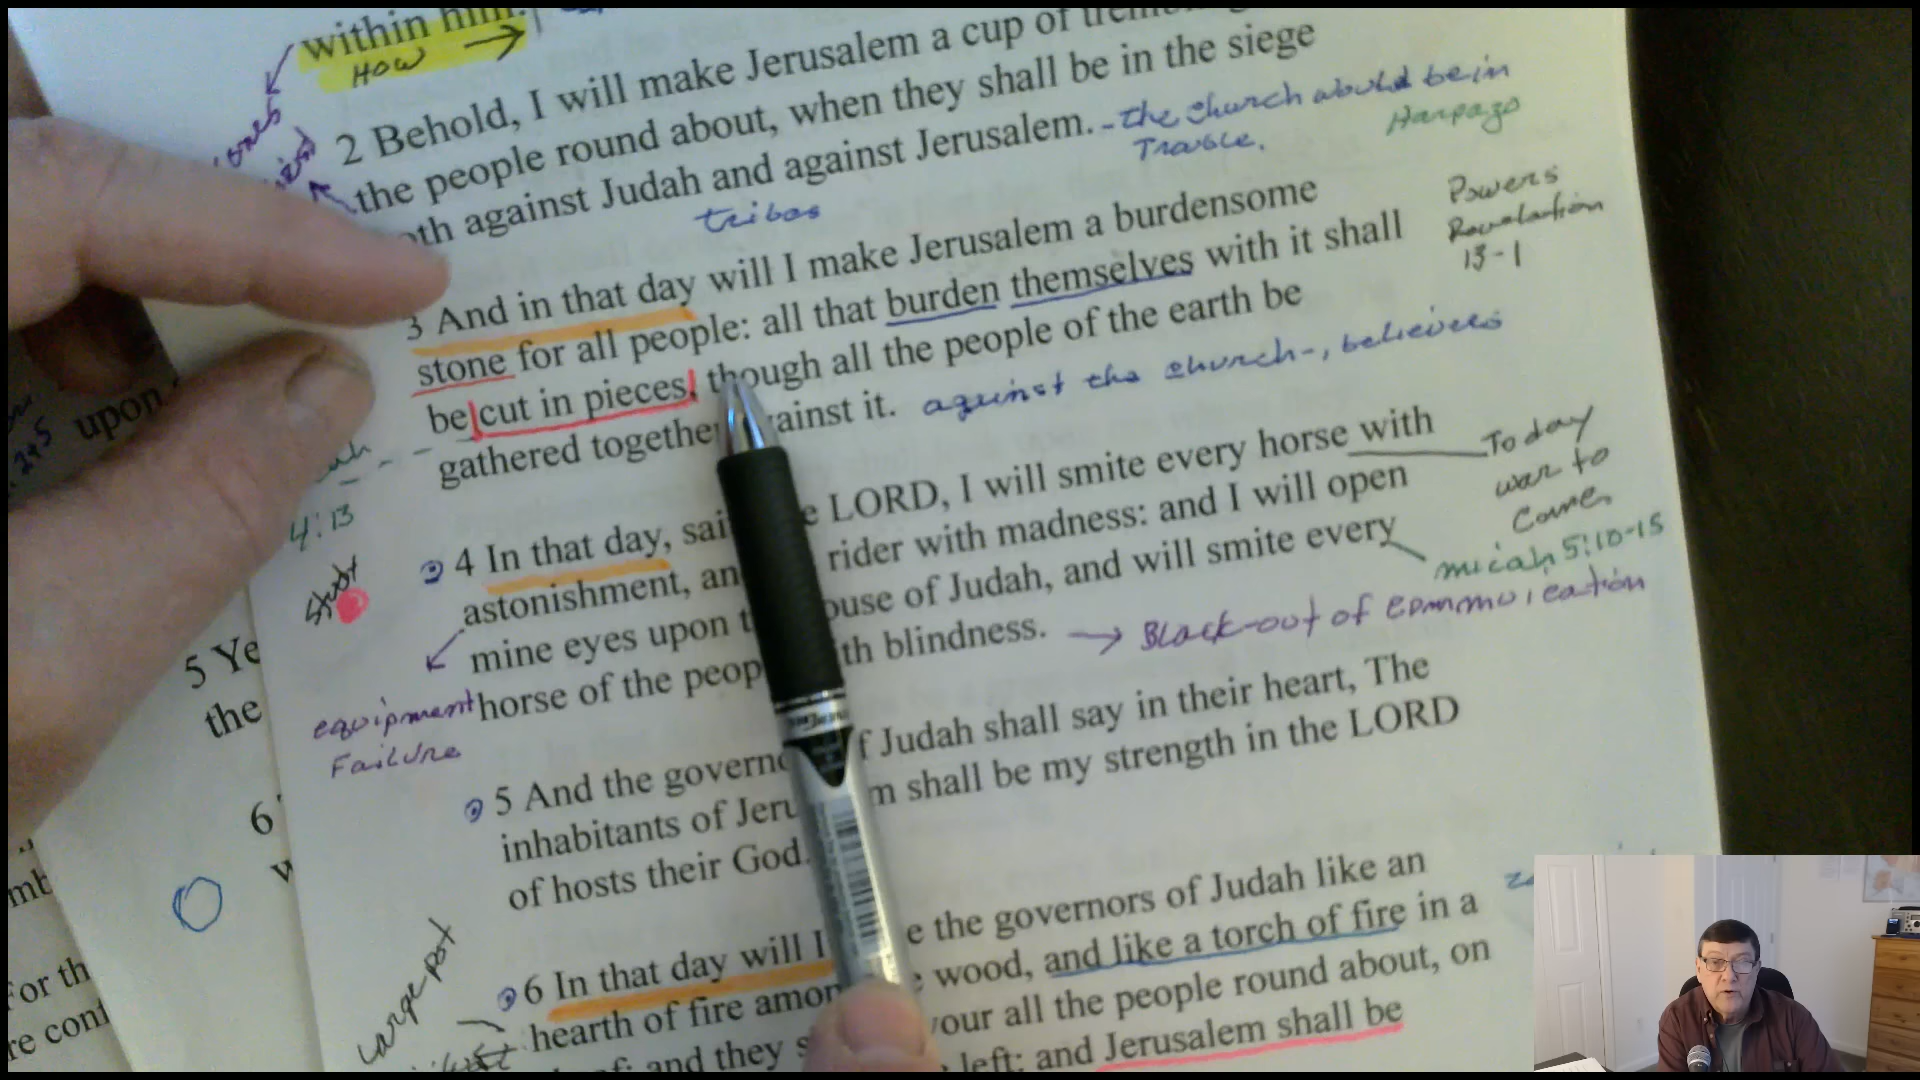 within him.
HOW
2 Behold, I will make Jerusalem a cup of trembling
the people round about, when they shall be in the siege
oth against Judah and against Jerusalem. - the church would be in
Trouble.
Harpazo
tribes
Powers
Revelation
13-1
3 And in that day will I make Jerusalem a burdensome
stone for all people: all that burden themselves with it shall
be cut in pieces, though all the people of the earth be
gathered together against it. against the church-, believers
4:13
Study
4 In that day, saith the LORD, I will smite every horse with
astonishment, and rider with madness: and I will open
mine eyes upon the house of Judah, and will smite every
horse of the people with blindness. → Black-out of communication
Today
war to
come
micah 5:10-15
equipment
Failure
5 And the governors of Judah shall say in their heart, The
inhabitants of Jerusalem shall be my strength in the LORD
of hosts their God.
6 In that day will I the governors of Judah like an
hearth of fire among wood, and like a torch of fire in a
and they all the people round about, on
left: and Jerusalem shall be
Large pot
upon
245
5 Ye
the
6
For th
re conf